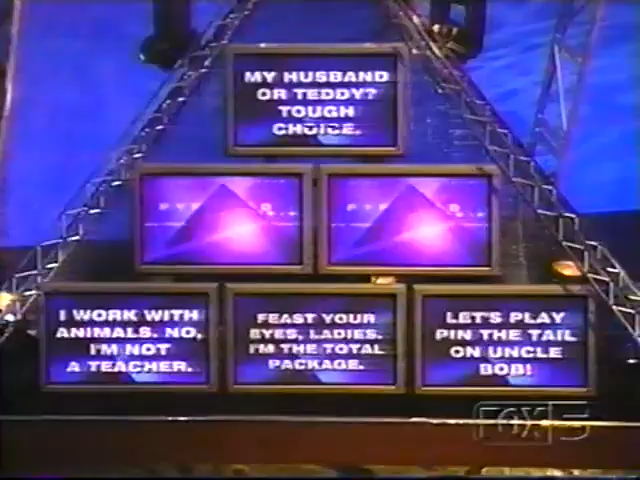 MY HUSBAND
OR TEDDY?
TOUGH
CHOICE.
I WORK WITH
ANIMALS. NO,
I'M NOT
A TEACHER.
FEAST YOUR
EYES, LADIES.
I'M THE TOTAL
PACKAGE.
LET'S PLAY
PIN THE TAIL
ON UNCLE
BOB!
FOX 5